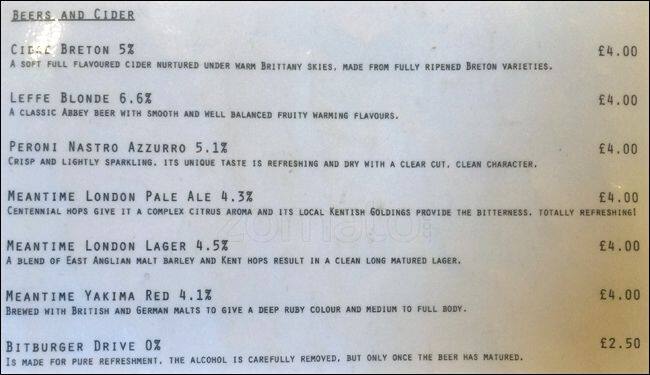 Beers and Cider
Cidre Breton 5% £4.00
A soft full flavoured cider nurtured under warm Brittany skies, made from fully ripened Breton varieties.
Leffe Blonde 6.6% £4.00
A classic Abbey beer with smooth and well balanced fruity warming flavours.
Peroni Nastro Azzurro 5.1% £4.00
Crisp and lightly sparkling, its unique taste is refreshing and dry with a clear cut, clean character.
Meantime London Pale Ale 4.3% £4.00
Centennial hops give it a complex citrus aroma and its local Kentish Goldings provide the bitterness. Totally refreshing!
zomato
Meantime London Lager 4.5% £4.00
A blend of East Anglian malt barley and Kent hops result in a clean long matured lager.
Meantime Yakima Red 4.1% £4.00
Brewed with British and German malts to give a deep ruby colour and medium to full body.
Bitburger Drive 0% £2.50
Is made for pure refreshment. The alcohol is carefully removed, but only once the beer has matured.